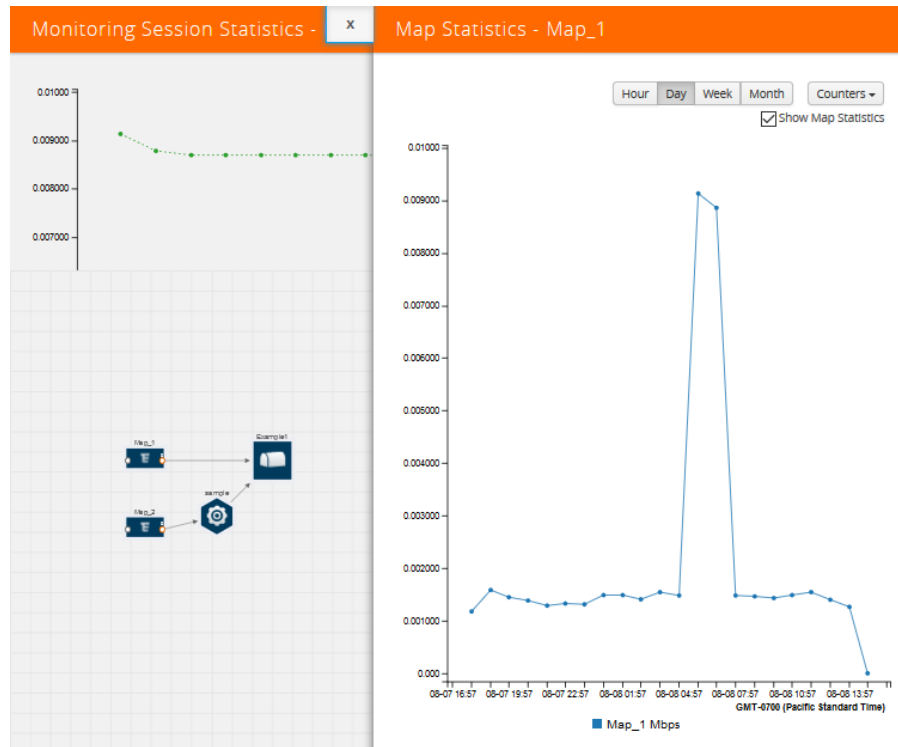 Monitoring Session Statistics -
x
Map Statistics - Map_1
Hour Day Week Month Counters
Show Map Statistics
0.01000
0.009000
0.008000
0.007000
Map_1
Example1
sample
Map_2
0.01000
0.009000
0.008000
0.007000
0.006000
0.005000
0.004000
0.003000
0.002000
0.001000
0.000
08-07 16:57 08-07 19:57 08-07 22:57 08-08 01:57 08-08 04:57 08-08 07:57 08-08 10:57 08-08 13:57
GMT-0700 (Pacific Standard Time)
Map_1 Mbps